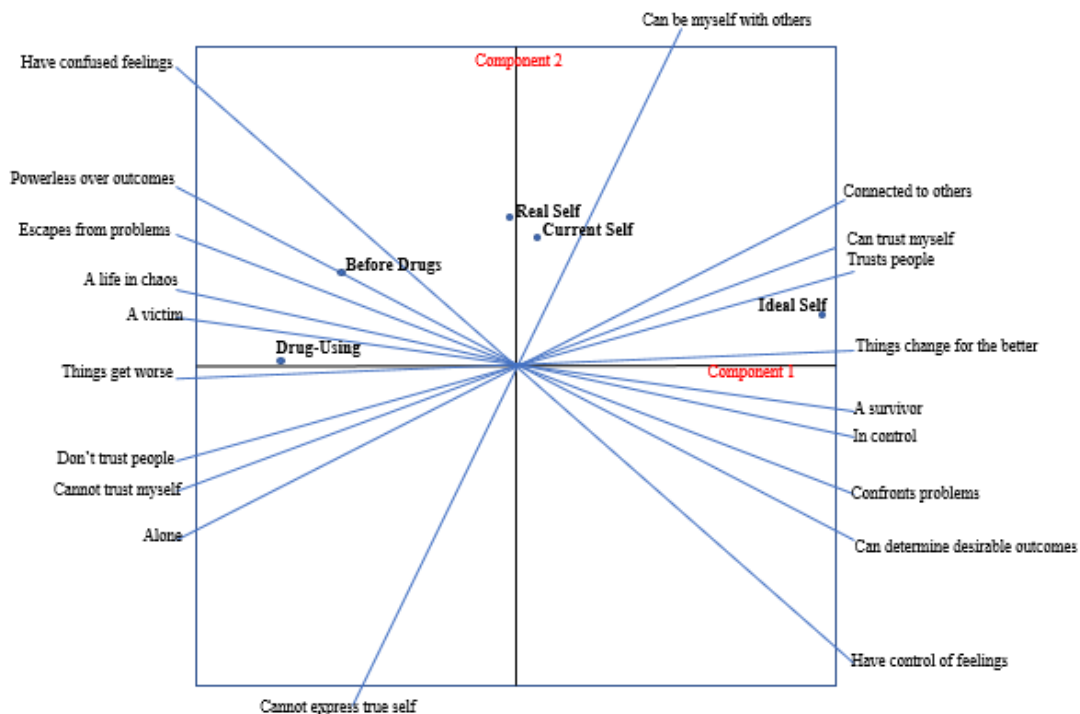 Can be myself with others
Component 2
Have confused feelings
Powerless over outcomes
Connected to others
Real Self
Escapes from problems
Current Self
Can trust myself
Trusts people
Before Drugs
A life in chaos
Ideal Self
A victim
Drug-Using
Things change for the better
Things get worse
Component 1
A survivor
In control
Don't trust people
Cannot trust myself
Confronts problems
Alone
Can determine desirable outcomes
Have control of feelings
Cannot express true self